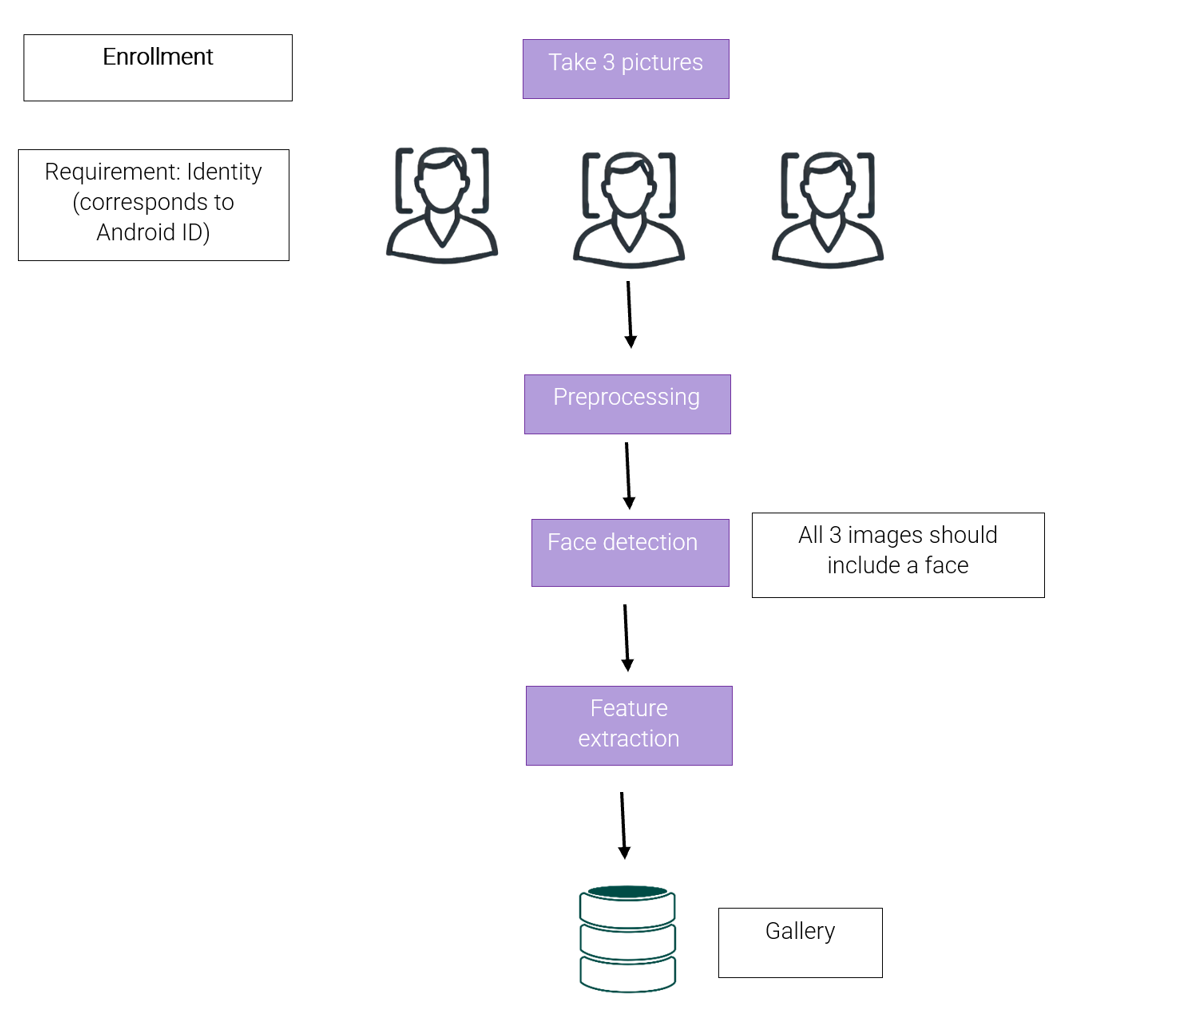 Enrollment
Take 3 pictures
Requirement: Identity
(corresponds to
Android ID)
Preprocessing
Face detection
All 3 images should
include a face
Feature
extraction
Gallery